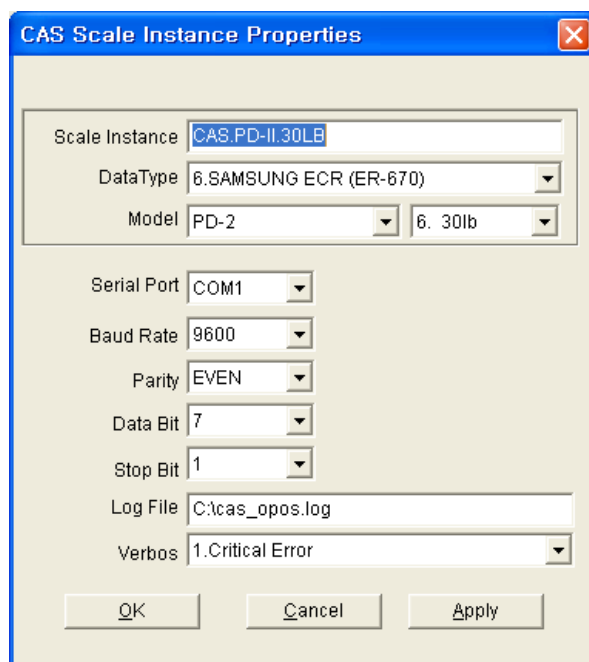 CAS Scale Instance Properties
Scale Instance CAS.PD-II.30LB
DataType 6.SAMSUNG ECR (ER-670)
Model PD-2 6. 30lb
Serial Port COM1
Baud Rate 9600
Parity EVEN
Data Bit 7
Stop Bit 1
Log File C:\cas_opos.log
Verbos 1.Critical Error
OK Cancel Apply